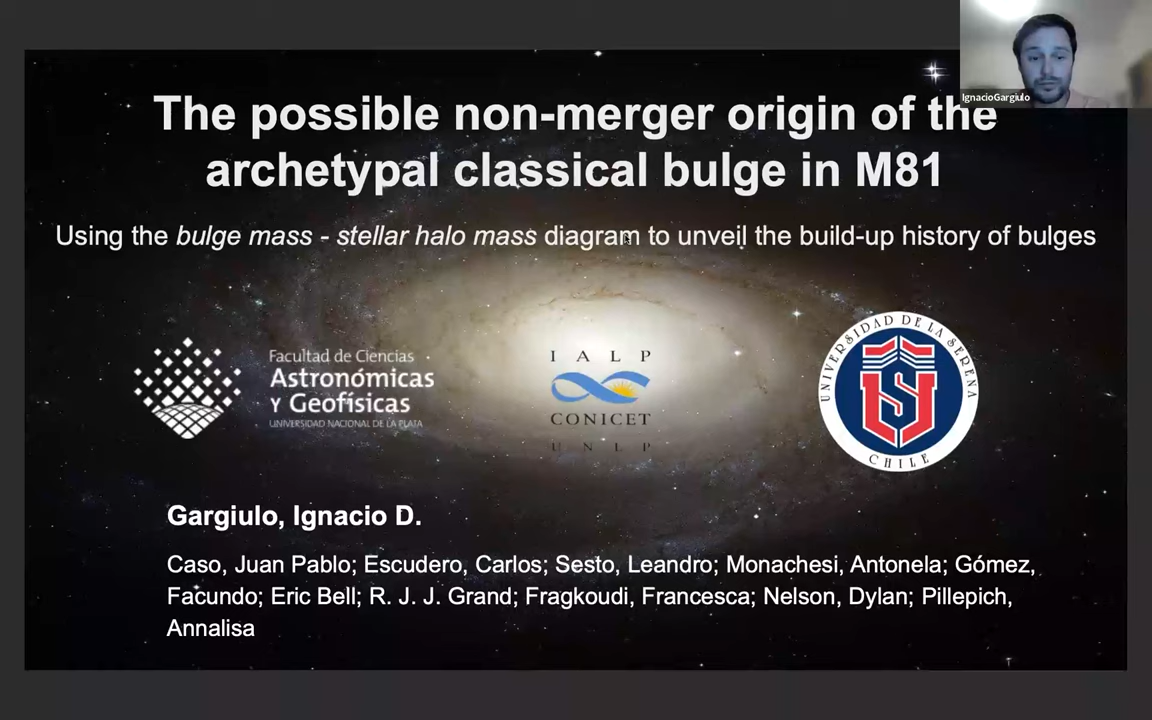 IgnacioGargiulo
The possible non-merger origin of the
archetypal classical bulge in M81
Using the bulge mass - stellar halo mass diagram to unveil the build-up history of bulges
Facultad de Ciencias
Astronómicas
Y Geofísicas
UNIVERSIDAD NACIONAL DE LA PLATA
I A L P
CONICET
U N L P
UNIVERSIDAD DE LA SERENA
CHILE
Gargiulo, Ignacio D.
Caso, Juan Pablo; Escudero, Carlos; Sesto, Leandro; Monachesi, Antonela; Gómez,
Facundo; Eric Bell; R. J. J. Grand; Fragkoudi, Francesca; Nelson, Dylan; Pillepich,
Annalisa